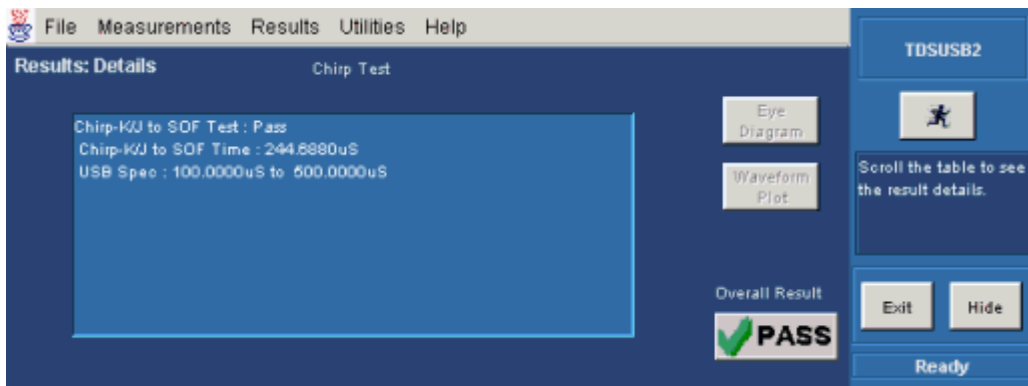 File Measurements Results Utilities Help
TDSUSB2
Results: Details
Chirp Test
Chirp-K/J to SOF Test : Pass
Chirp-K/J to SOF Time : 244.6880uS
USB Spec : 100.0000uS to 500.0000uS
Eye
Diagram
Waveform
Plot
Scroll the table to see
the result details.
Overall Result
PASS
Exit
Hide
Ready